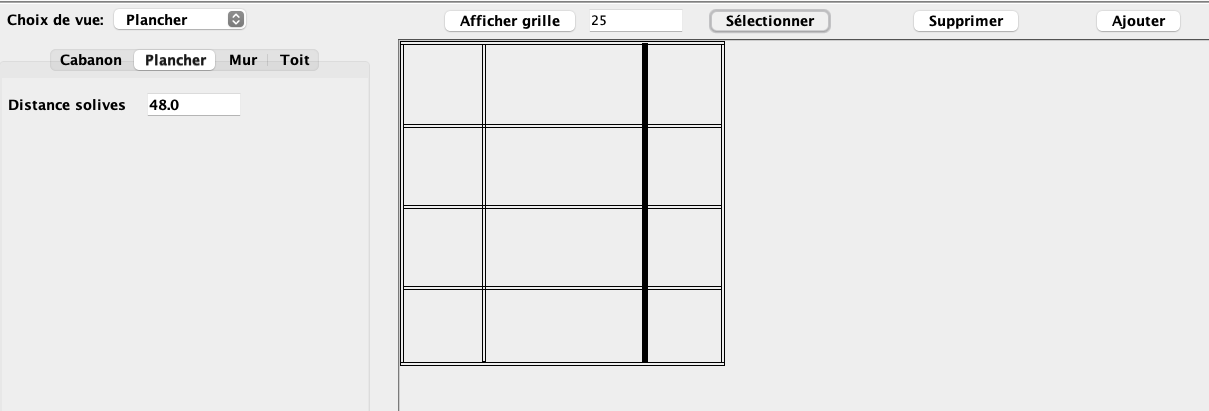 Choix de vue: Plancher Afficher grille 25 Sélectionner Supprimer Ajouter
Cabanon Plancher Mur Toit
Distance solives 48.0